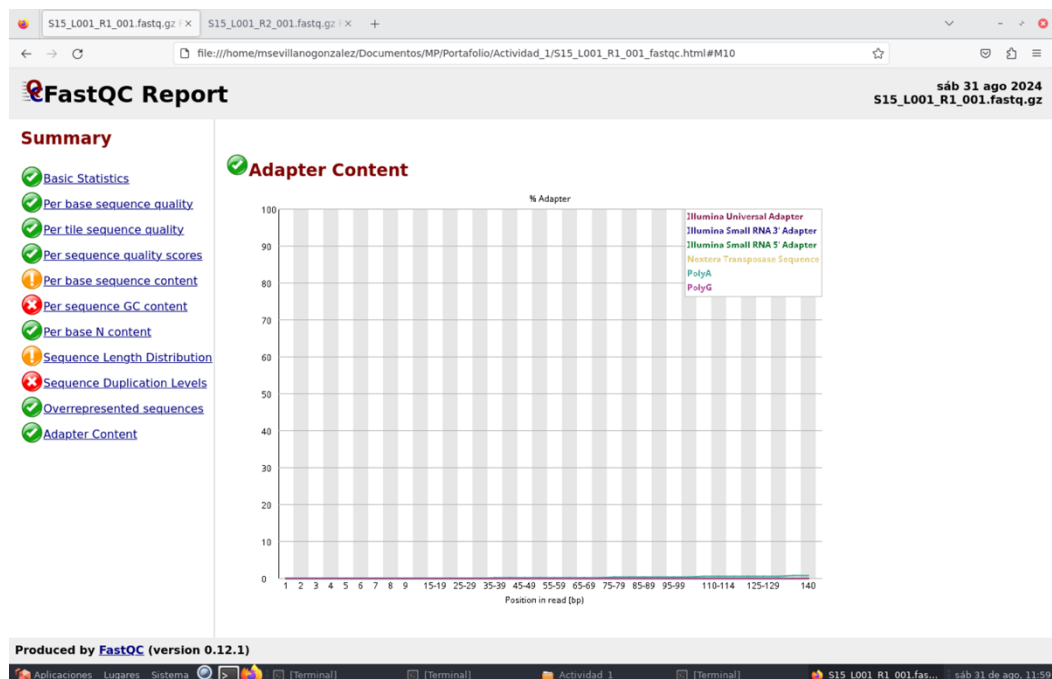 S15_L001_R1_001.fastq.gz F
S15_L001_R2_001.fastq.gz F
file:///home/msevillanogonzalez/Documentos/MP/Portafolio/Actividad_1/S15_L001_R1_001_fastqc.html#M10
FastQC Report
sáb 31 ago 2024
S15_L001_R1_001.fastq.gz
Summary
Basic Statistics
Per base sequence quality
Per tile sequence quality
Per sequence quality scores
Per base sequence content
Per sequence GC content
Per base N content
Sequence Length Distribution
Sequence Duplication Levels
Overrepresented sequences
Adapter Content
Adapter Content
% Adapter
Illumina Universal Adapter
Illumina Small RNA 3' Adapter
Illumina Small RNA 5' Adapter
Nextera Transposase Sequence
PolyA
PolyG
100
90
80
70
60
50
40
30
20
10
0
1 2 3 4 5 6 7 8 9 15-19 25-29 35-39 45-49 55-59 65-69 75-79 85-89 95-99 110-114 125-129 140
Position in read (bp)
Produced by FastQC (version 0.12.1)
Aplicaciones Lugares Sistema [Terminal] [Terminal] Actividad_1 [Terminal] S15_L001_R1_001.fas... sáb 31 de ago, 11:59